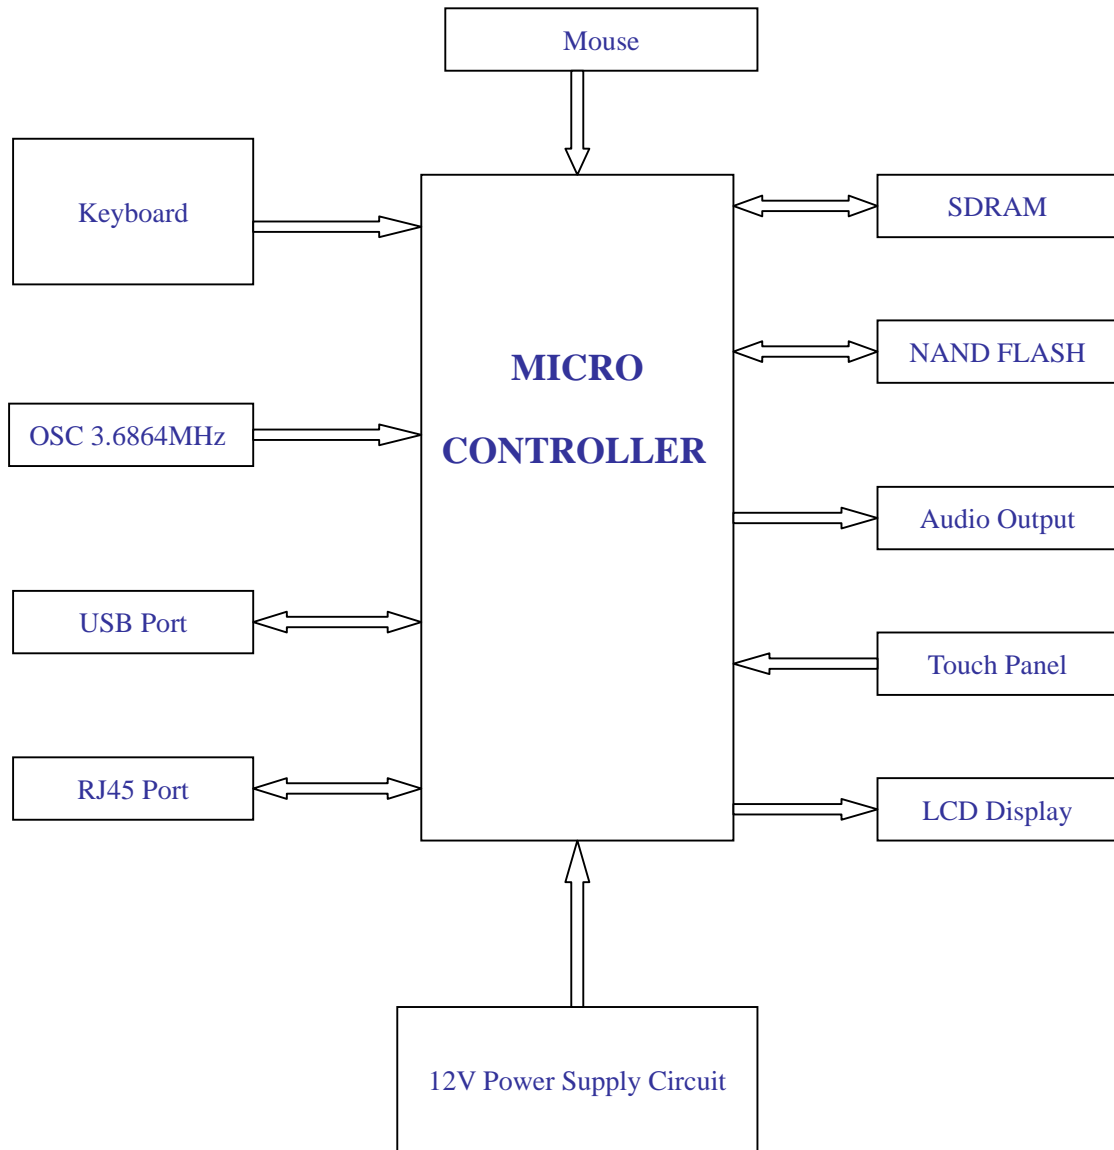 Mouse
Keyboard
SDRAM
MICRO
CONTROLLER
NAND FLASH
OSC 3.6864MHz
Audio Output
USB Port
Touch Panel
RJ45 Port
LCD Display
12V Power Supply Circuit